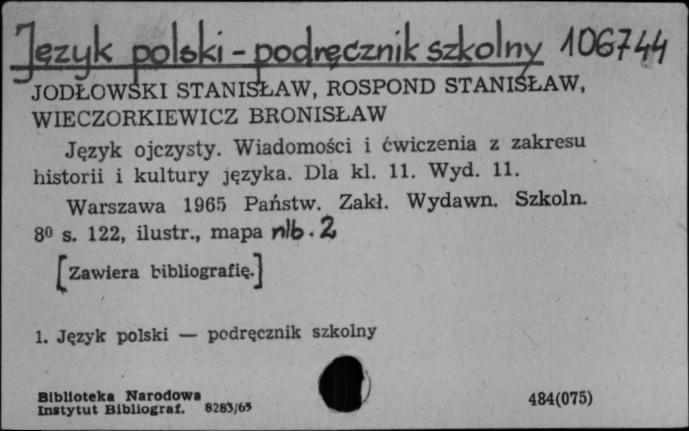 Język polski - podręcznik szkolny 106744
JODŁOWSKI STANISŁAW, ROSPOND STANISŁAW,
WIECZORKIEWICZ BRONISŁAW
Język ojczysty. Wiadomości i ćwiczenia z zakresu
historii i kultury języka. Dla kl. 11. Wyd. 11.
Warszawa 1965 Państw. Zakł. Wydawn. Szkoln.
8⁰ s. 122, ilustr., mapa nlb. 2
[Zawiera bibliografię.]
1. Język polski — podręcznik szkolny
Biblioteka Narodowa
Instytut Bibliograf. 8283/65
484(075)